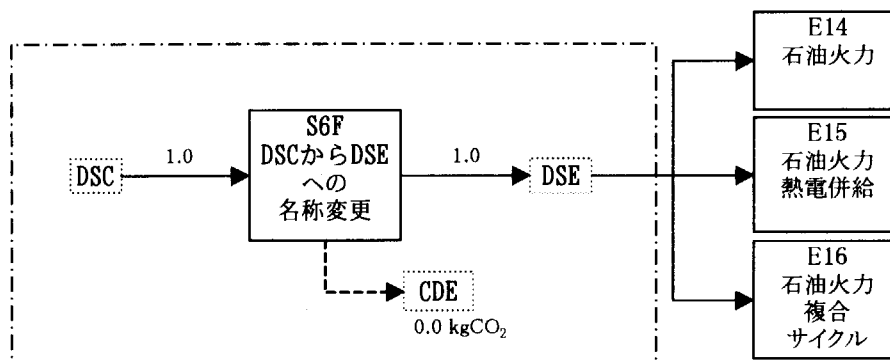 E14
石油火力
S6F
DSCからDSE
への
名称変更
DSC
1.0
1.0
DSE
E15
石油火力
熱電併給
CDE
0.0 kgCO₂
E16
石油火力
複合
サイクル